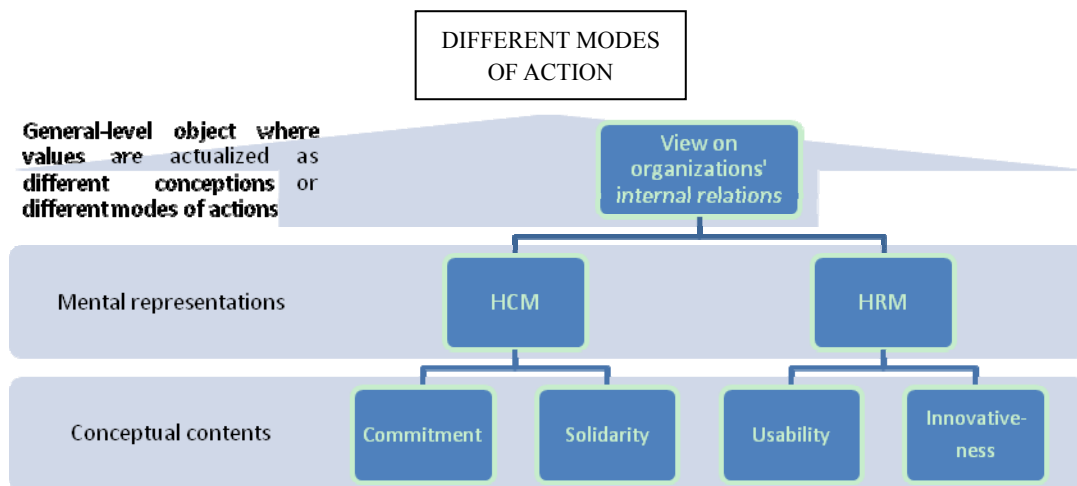 DIFFERENT MODES
OF ACTION
General-level object where
values are actualized as
different conceptions or
different modes of actions
View on
organizations'
internal relations
Mental representations
HCM
HRM
Conceptual contents
Commitment
Solidarity
Usability
Innovative-
ness